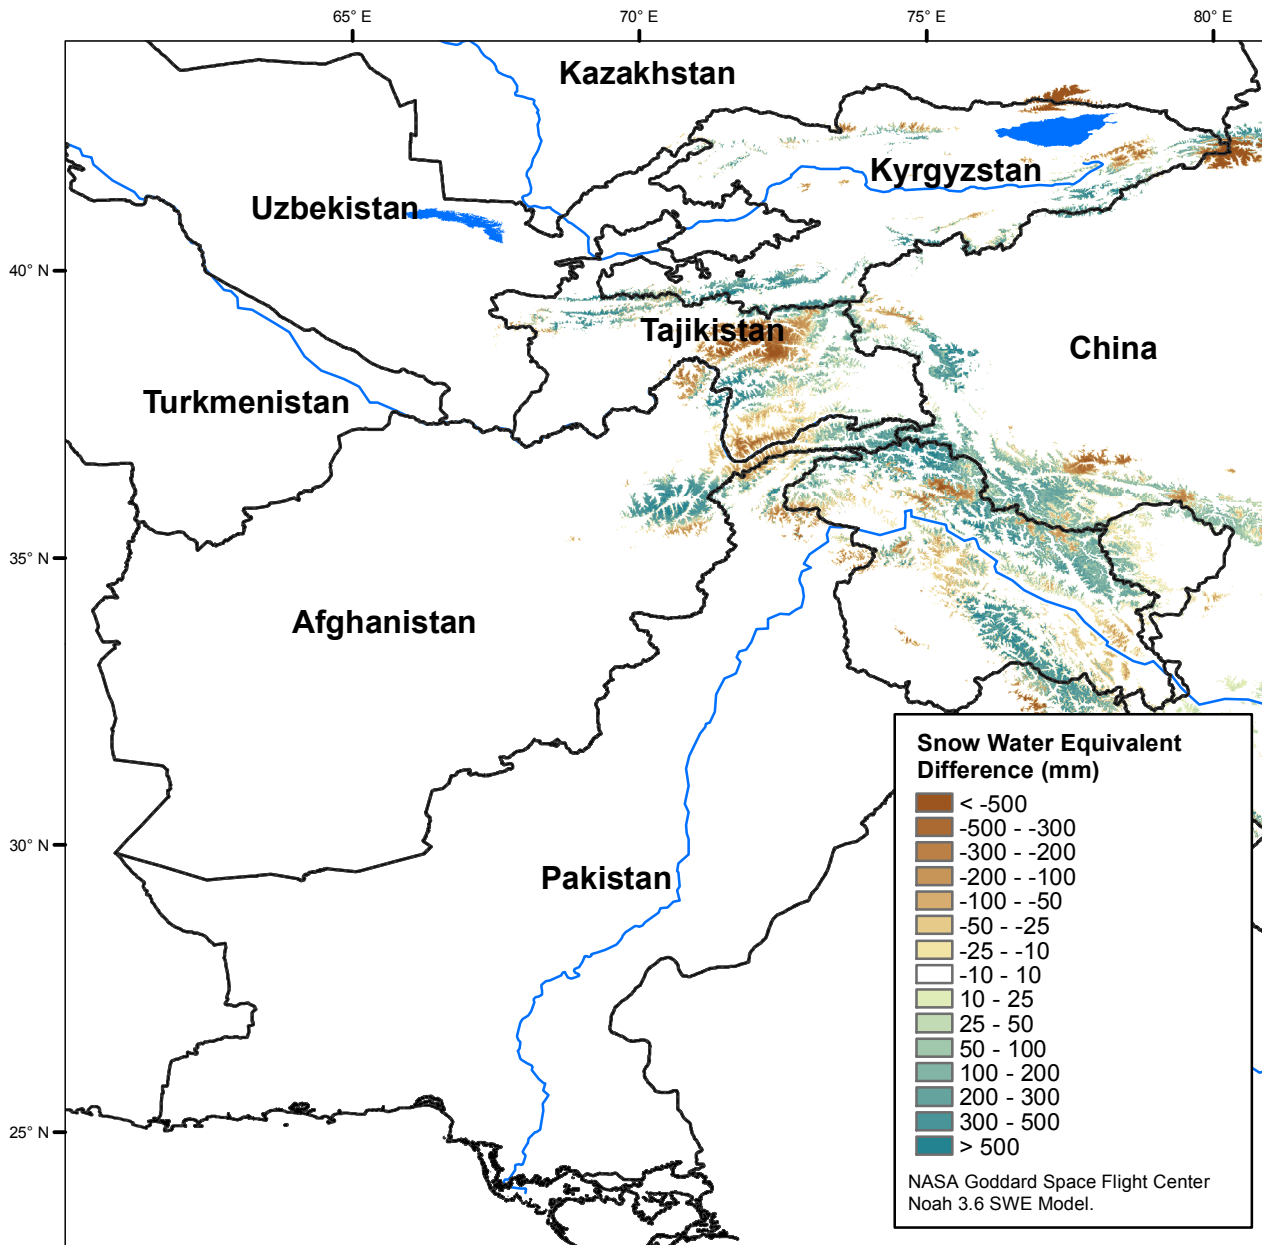 65° E
70° E
75° E
80° E
Kazakhstan
Kyrgyzstan
Uzbekistan
40° N
Tajikistan
China
Turkmenistan
35° N
Afghanistan
30° N
Pakistan
25° N
Snow Water Equivalent
Difference (mm)
< -500
-500 - -300
-300 - -200
-200 - -100
-100 - -50
-50 - -25
-25 - -10
-10 - 10
10 - 25
25 - 50
50 - 100
100 - 200
200 - 300
300 - 500
> 500
NASA Goddard Space Flight Center
Noah 3.6 SWE Model.